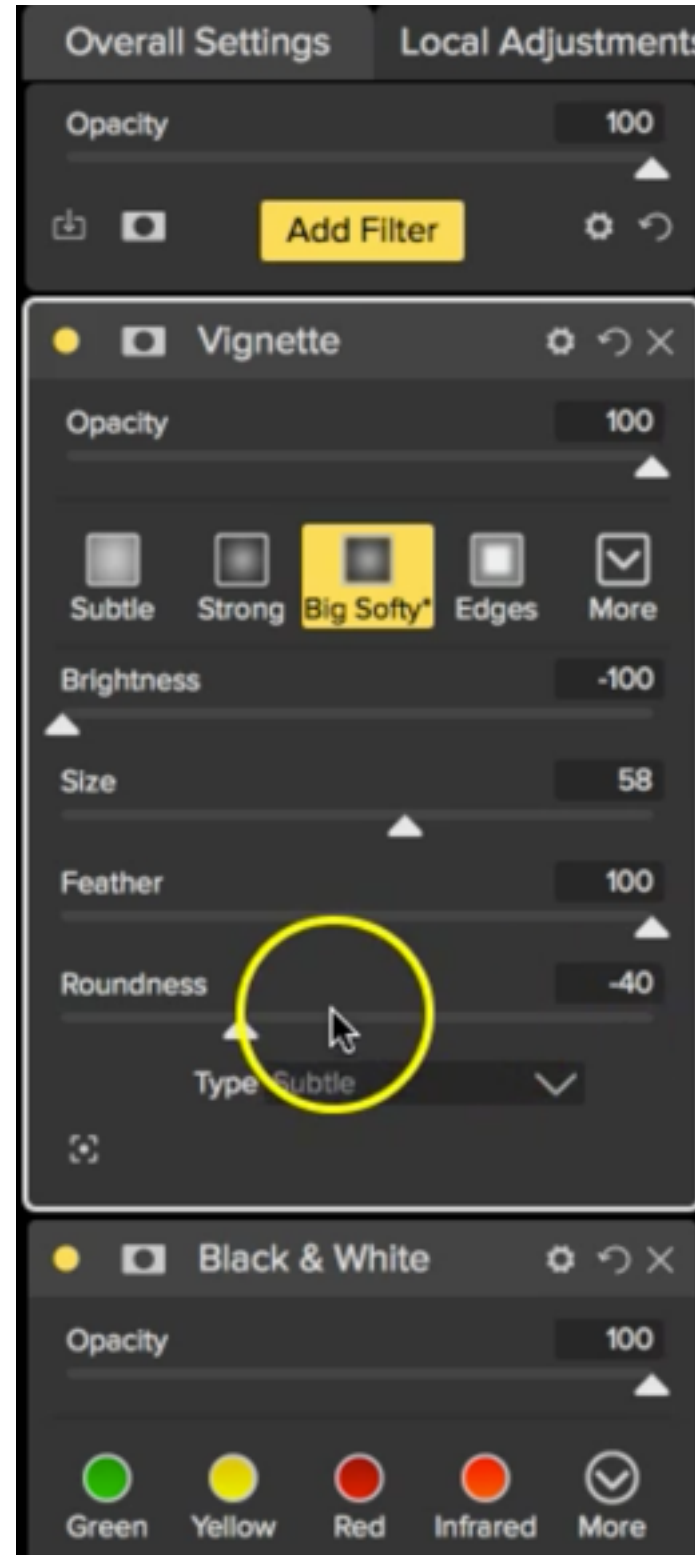 Overall Settings Local Adjustments
Opacity 100
Add Filter
Vignette
Opacity 100
Subtle Strong Big Softy* Edges More
Brightness -100
Size 58
Feather 100
Roundness -40
Type Subtle
Black & White
Opacity 100
Green Yellow Red Infrared More